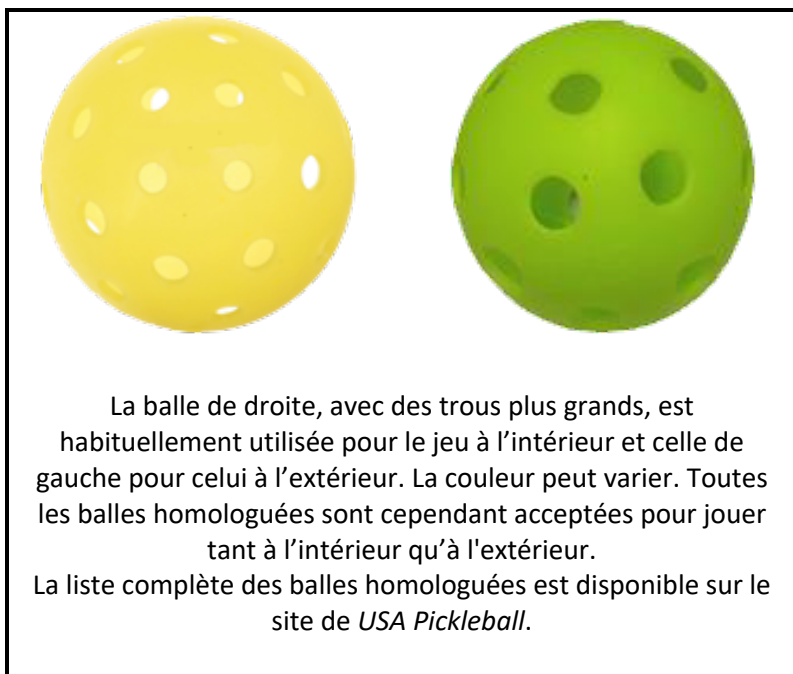 La balle de droite, avec des trous plus grands, est
habituellement utilisée pour le jeu à l’intérieur et celle de
gauche pour celui à l’extérieur. La couleur peut varier. Toutes
les balles homologuées sont cependant acceptées pour jouer
tant à l’intérieur qu’à l'extérieur.
La liste complète des balles homologuées est disponible sur le
site de USA Pickleball.